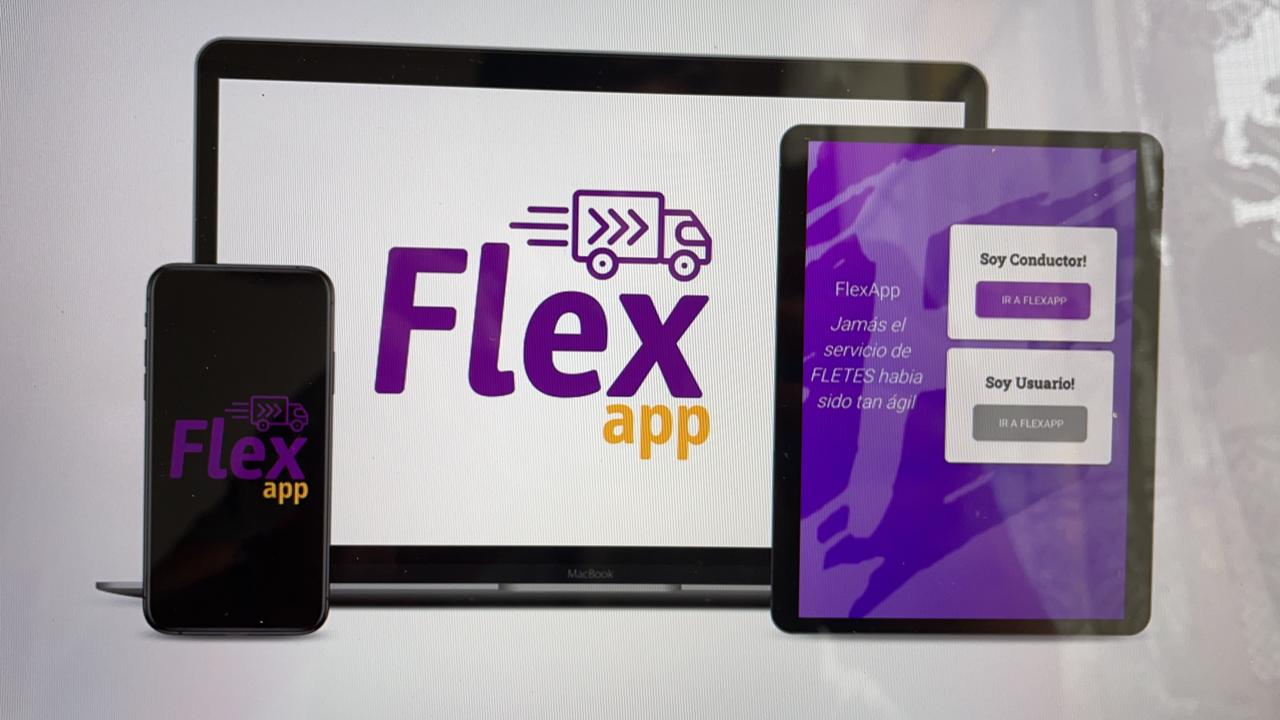 Flex
app
MacBook
Flex
app
FlexApp
Jamás el
servicio de
FLETES habia
sido tan ágil
Soy Conductor!
IR A FLEXAPP
Soy Usuario!
IR A FLEXAPP